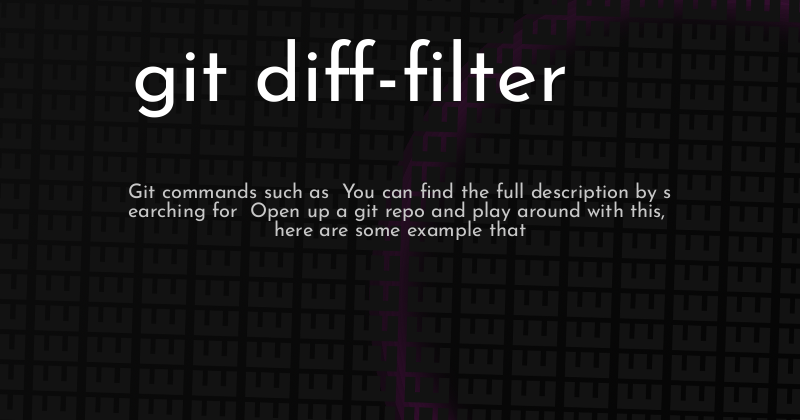 git diff-filter
Git commands such as  You can find the full description by s
earching for  Open up a git repo and play around with this,
here are some example that